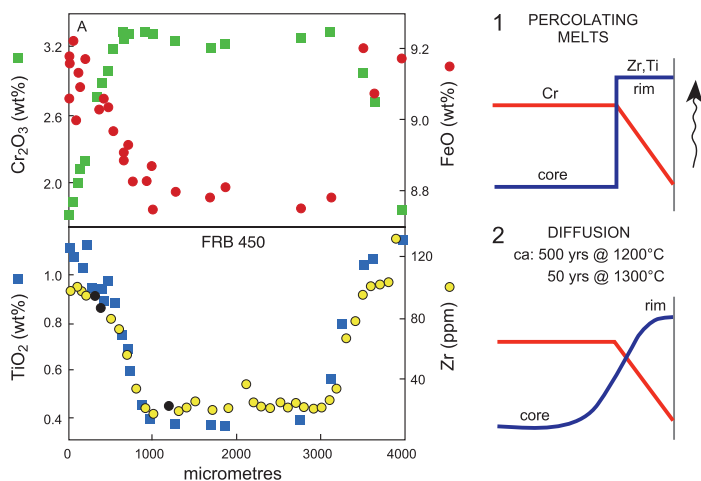 A
Cr₂O₃ (wt%)
3.2
2.6
2.0
FeO (wt%)
9.2
9.0
8.8
FRB 450
TiO₂ (wt%)
1.0
0.8
0.6
0.4
Zr (ppm)
120
80
40
0 1000 2000 3000 4000
micrometres
1 PERCOLATING
MELTS
Zr,Ti
Cr
rim
core
2 DIFFUSION
ca: 500 yrs @ 1200°C
50 yrs @ 1300°C
rim
core